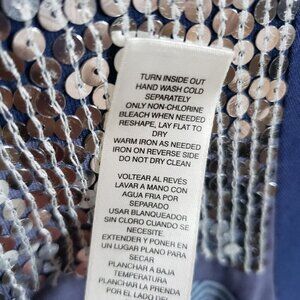 TURN INSIDE OUT
HAND WASH COLD
SEPARATELY
ONLY NON-CHLORINE
BLEACH WHEN NEEDED
RESHAPE, LAY FLAT TO
DRY
WARM IRON AS NEEDED
IRON ON REVERSE SIDE
DO NOT DRY CLEAN
VOLTEAR AL REVÉS
LAVAR A MANO CON
AGUA FRIA POR
SEPARADO
USAR BLANQUEADOR
SIN CLORO CUANDO SE
NECESITE.
EXTENDER Y PONER EN
UN LUGAR PLANO PARA
SECAR
PLANCHAR A BAJA
TEMPERATURA
PLANCHAR LA PRENDA
POR EL LADO DEL